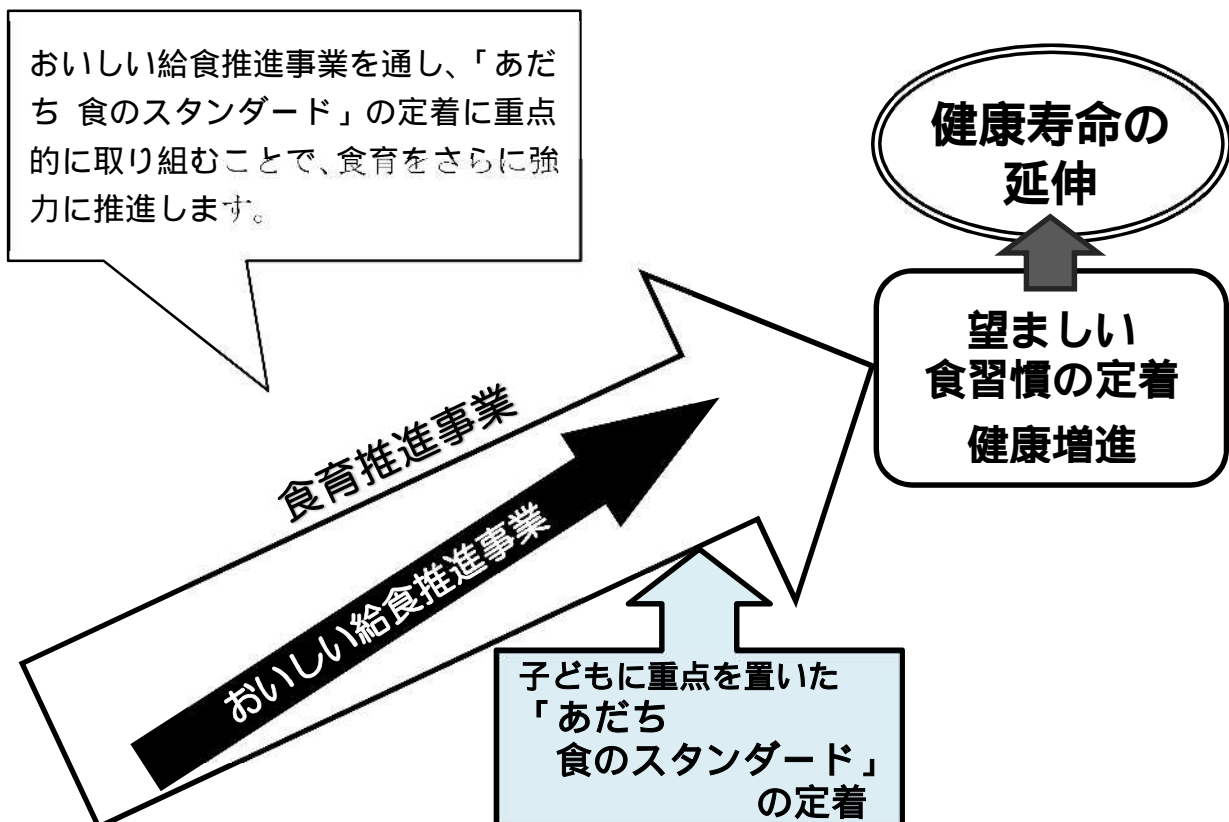 おいしい給食推進事業を通し、「あだ
ち 食のスタンダード」の定着に重点
的に取り組むことで、食育をさらに強
力に推進します。
健康寿命の
延伸
望ましい
食習慣の定着
健康増進
食育推進事業
おいしい給食推進事業
子どもに重点を置いた
「あだち
食のスタンダード」
の定着